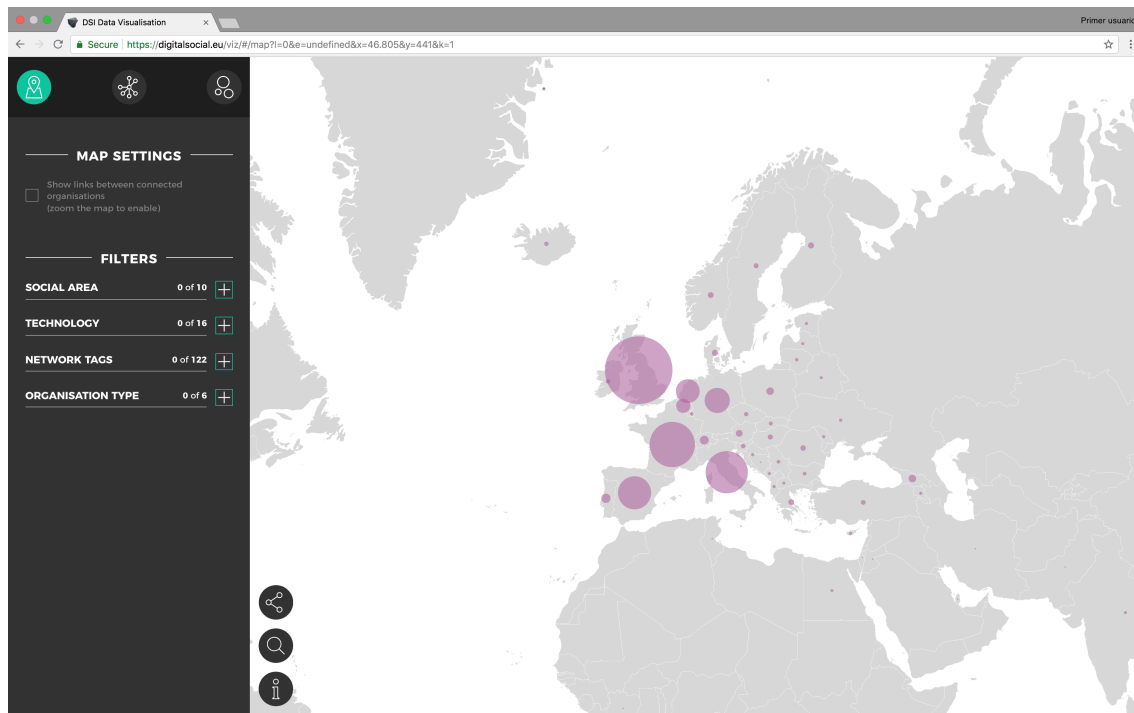 DSI Data Visualisation
Primer usuario
Secure | https://digitalsocial.eu/viz/#/map?l=0&e=undefined&x=46.805&y=441&k=1
MAP SETTINGS
Show links between connected
organisations
(zoom the map to enable)
FILTERS
SOCIAL AREA 0 of 10
TECHNOLOGY 0 of 16
NETWORK TAGS 0 of 122
ORGANISATION TYPE 0 of 6